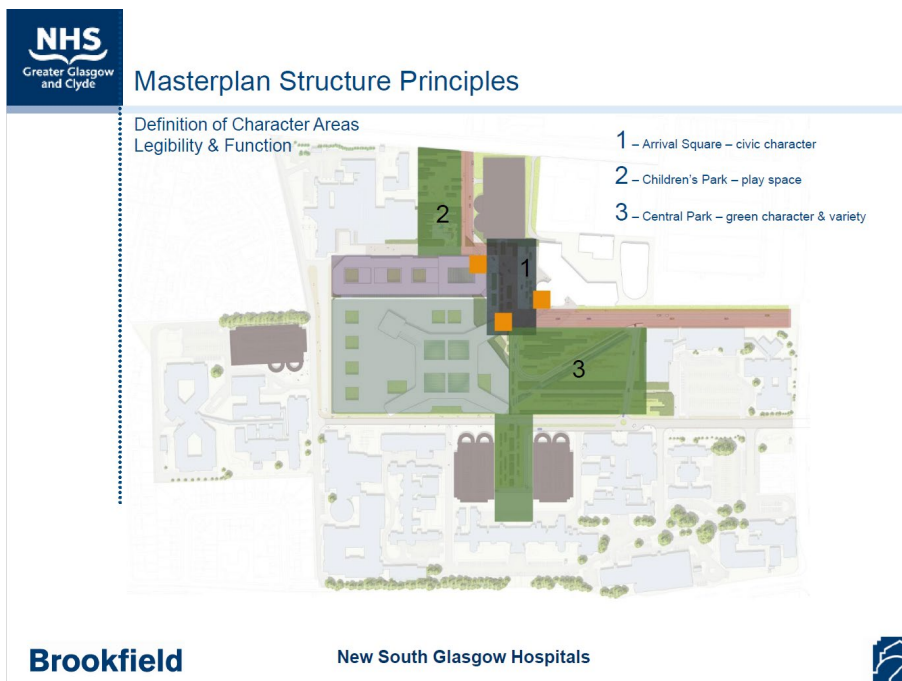 NHS
Greater Glasgow
and Clyde
Masterplan Structure Principles
Definition of Character Areas
Legibility & Function
1 – Arrival Square – civic character
2 – Children's Park – play space
3 – Central Park – green character & variety
2
1
3
Brookfield
New South Glasgow Hospitals